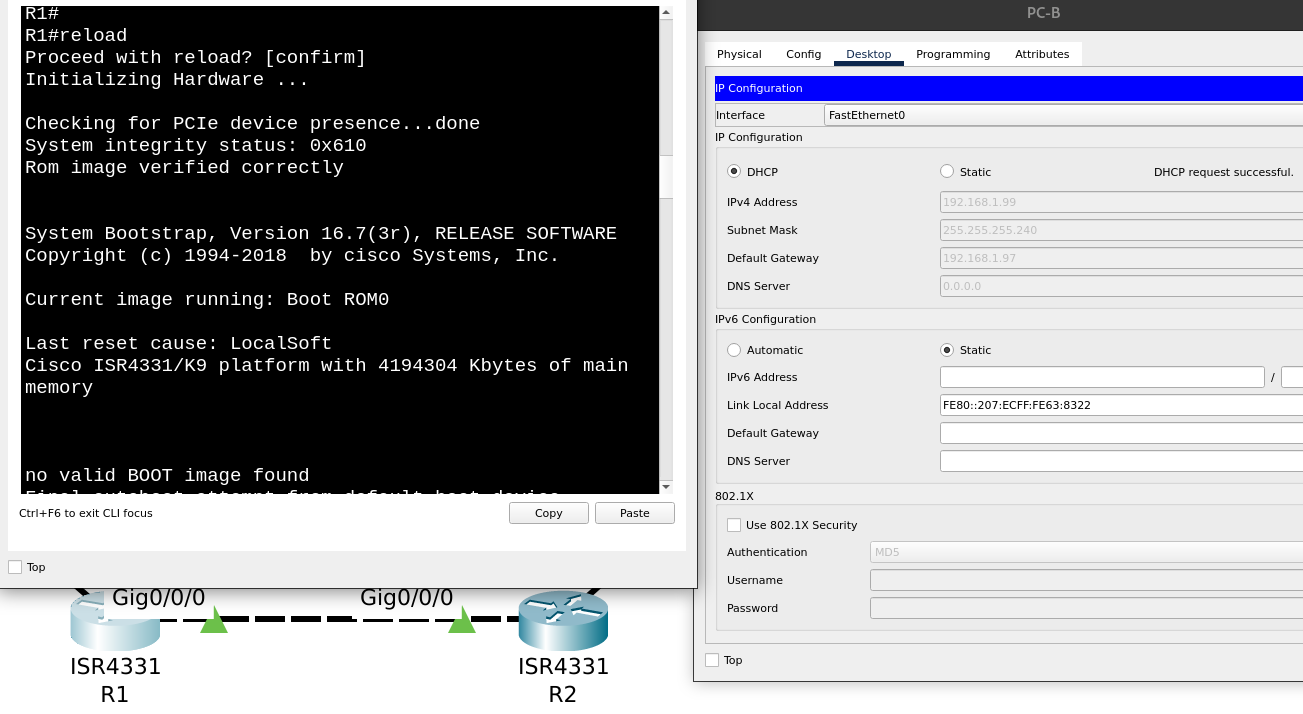 R1#
R1#reload
Proceed with reload? [confirm]
Initializing Hardware ...
Checking for PCIe device presence...done
System integrity status: 0x610
Rom image verified correctly
System Bootstrap, Version 16.7(3r), RELEASE SOFTWARE
Copyright (c) 1994-2018  by cisco Systems, Inc.
Current image running: Boot ROM0
Last reset cause: LocalSoft
Cisco ISR4331/K9 platform with 4194304 Kbytes of main
memory
no valid BOOT image found
Final autoboot attempt from default boot device
Ctrl+F6 to exit CLI focus
Copy
Paste
Top
Gig0/0/0
Gig0/0/0
ISR4331
R1
ISR4331
R2
PC-B
Physical
Config
Desktop
Programming
Attributes
IP Configuration
Interface
FastEthernet0
IP Configuration
DHCP
Static
DHCP request successful.
IPv4 Address
192.168.1.99
Subnet Mask
255.255.255.240
Default Gateway
192.168.1.97
DNS Server
0.0.0.0
IPv6 Configuration
Automatic
Static
IPv6 Address
/
Link Local Address
FE80::207:ECFF:FE63:8322
Default Gateway
DNS Server
802.1X
Use 802.1X Security
Authentication
MD5
Username
Password
Top